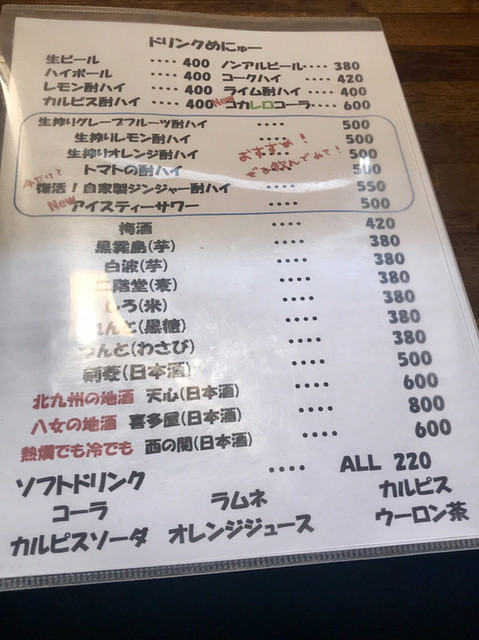 ドリンクめにゅー
生ビール ････ 400 ノンアルビール････ 380
ハイボール ････ 400 コークハイ ････ 420
レモン酎ハイ ････ 400 ライム酎ハイ ････ 400
カルピス酎ハイ ････ 400 New コカレロコーラ････ 600
生搾りグレープフルーツ酎ハイ ････ 500
生搾りレモン酎ハイ ････ 500
生搾りオレンジ酎ハイ ････ 500
おすすめ!
ぜひ飲んでみて!
トマトの酎ハイ ････ 500
今だけ?
復活!自家製ジンジャー酎ハイ ････ 550
New アイスティーサワー ････ 500
梅酒 ････ 420
黒霧島(芋) ････ 380
白波(芋) ････ 380
二階堂(麦) ････ 380
しろ(米) ････ 380
れんと(黒糖) ････ 380
つんと(わさび) ････ 380
(日本酒) ････ 500
北九州の地酒 天心(日本酒) ････ 600
八女の地酒 喜多屋(日本酒) ････ 800
熱燗でも冷でも 西の関(日本酒) ････ 600
ソフトドリンク ････ ALL 220
コーラ ラムネ カルピス
カルピスソーダ オレンジジュース ウーロン茶